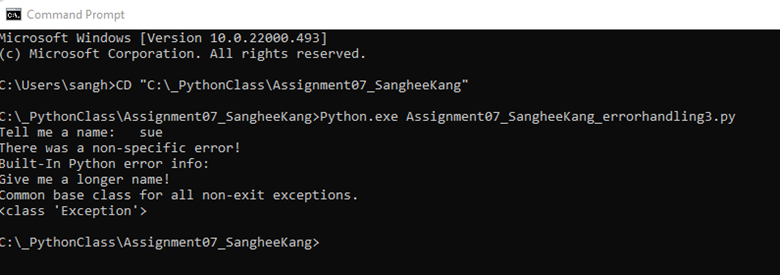 Command Prompt
Microsoft Windows [Version 10.0.22000.493]
(c) Microsoft Corporation. All rights reserved.
C:\Users\sangh>CD "C:\_PythonClass\Assignment07_SangheeKang"
C:\_PythonClass\Assignment07_SangheeKang>Python.exe Assignment07_SangheeKang_errorhandling3.py
Tell me a name:   sue
There was a non-specific error!
Built-In Python error info:
Give me a longer name!
Common base class for all non-exit exceptions.
<class 'Exception'>
C:\_PythonClass\Assignment07_SangheeKang>